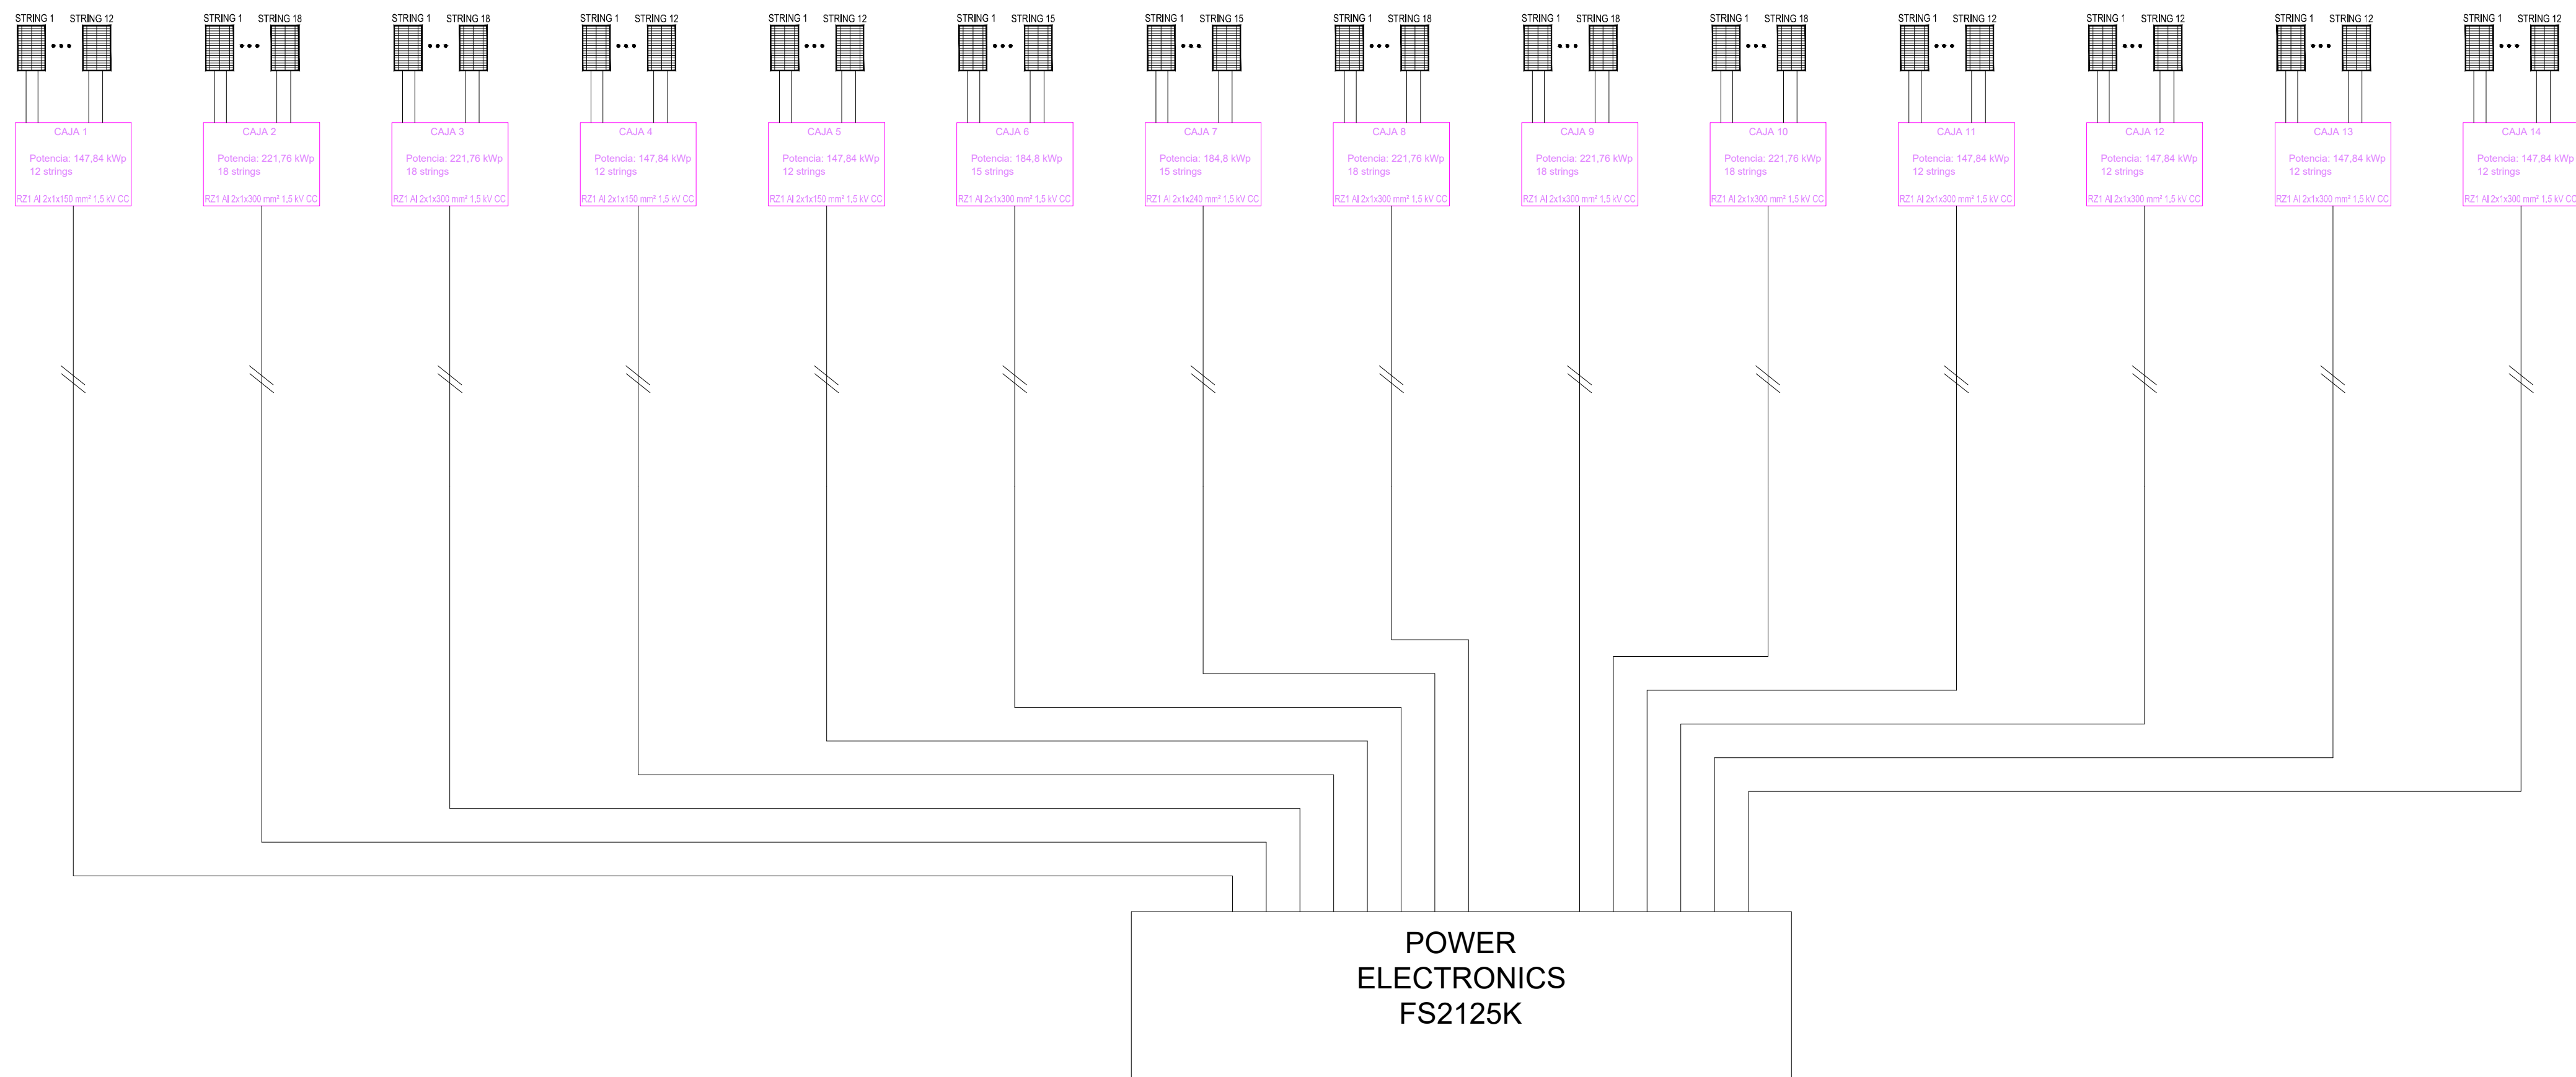 STRING 1 STRING 12
CAJA 1
Potencia: 147,84 kWp
12 strings
RZ1 Al 2x1x150 mm² 1,5 kV CC
STRING 1 STRING 18
CAJA 2
Potencia: 221,76 kWp
18 strings
RZ1 Al 2x1x300 mm² 1,5 kV CC
STRING 1 STRING 18
CAJA 3
Potencia: 221,76 kWp
18 strings
RZ1 Al 2x1x300 mm² 1,5 kV CC
STRING 1 STRING 12
CAJA 4
Potencia: 147,84 kWp
12 strings
RZ1 Al 2x1x150 mm² 1,5 kV CC
STRING 1 STRING 12
CAJA 5
Potencia: 147,84 kWp
12 strings
RZ1 Al 2x1x150 mm² 1,5 kV CC
STRING 1 STRING 15
CAJA 6
Potencia: 184,8 kWp
15 strings
RZ1 Al 2x1x300 mm² 1,5 kV CC
STRING 1 STRING 15
CAJA 7
Potencia: 184,8 kWp
15 strings
RZ1 Al 2x1x240 mm² 1,5 kV CC
STRING 1 STRING 18
CAJA 8
Potencia: 221,76 kWp
18 strings
RZ1 Al 2x1x300 mm² 1,5 kV CC
STRING 1 STRING 18
CAJA 9
Potencia: 221,76 kWp
18 strings
RZ1 Al 2x1x300 mm² 1,5 kV CC
STRING 1 STRING 18
CAJA 10
Potencia: 221,76 kWp
18 strings
RZ1 Al 2x1x300 mm² 1,5 kV CC
STRING 1 STRING 12
CAJA 11
Potencia: 147,84 kWp
12 strings
RZ1 Al 2x1x300 mm² 1,5 kV CC
STRING 1 STRING 12
CAJA 12
Potencia: 147,84 kWp
12 strings
RZ1 Al 2x1x300 mm² 1,5 kV CC
STRING 1 STRING 12
CAJA 13
Potencia: 147,84 kWp
12 strings
RZ1 Al 2x1x300 mm² 1,5 kV CC
STRING 1 STRING 12
CAJA 14
Potencia: 147,84 kWp
12 strings
RZ1 Al 2x1x300 mm² 1,5 kV CC
POWER
ELECTRONICS
FS2125K